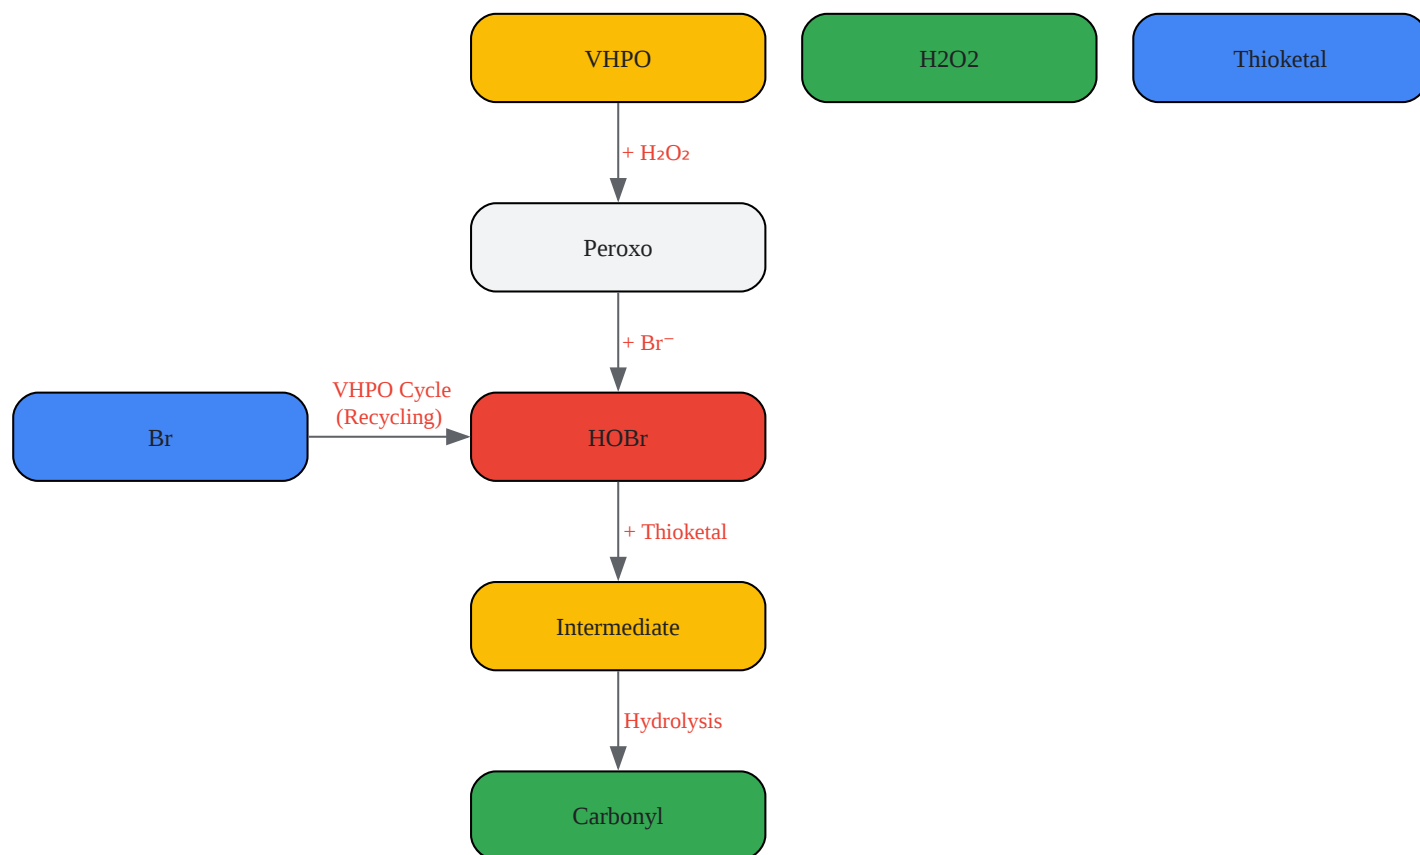 VHPO
H2O2
Thioketal
+ H₂O₂
Peroxo
+ Br⁻
VHPO Cycle
(Recycling)
Br
HOBr
+ Thioketal
Intermediate
Hydrolysis
Carbonyl